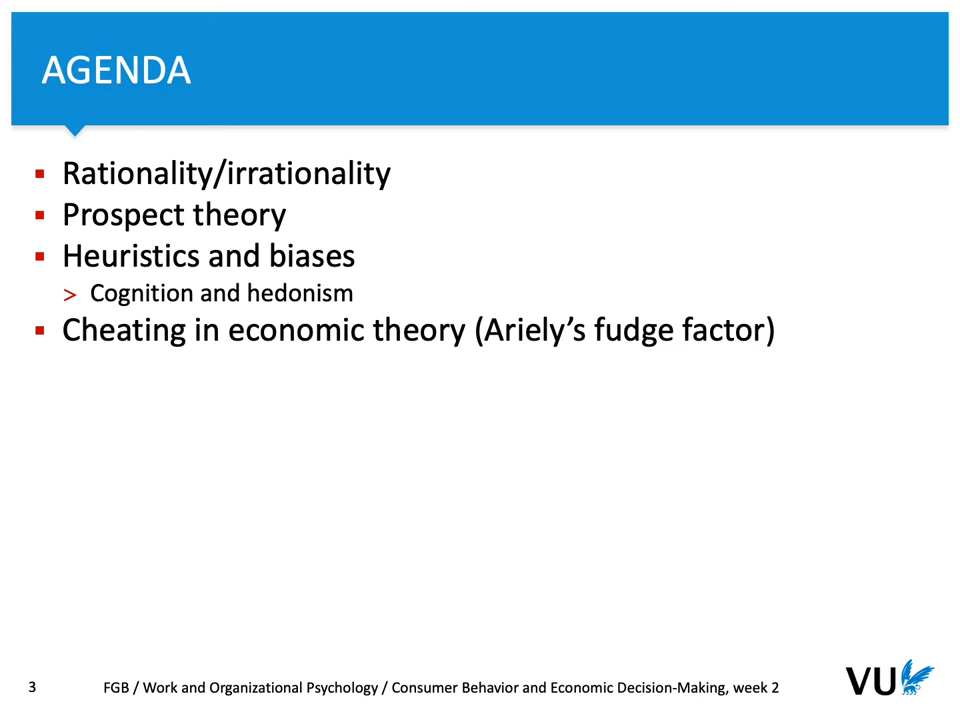 AGENDA
▪ Rationality/irrationality
▪ Prospect theory
▪ Heuristics and biases
> Cognition and hedonism
▪ Cheating in economic theory (Ariely’s fudge factor)
3 FGB / Work and Organizational Psychology / Consumer Behavior and Economic Decision-Making, week 2
VU